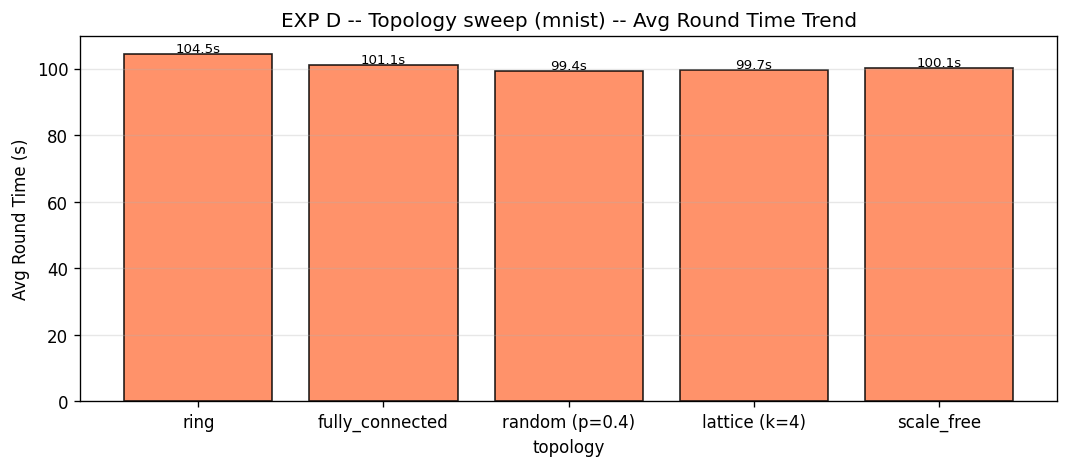 EXP D -- Topology sweep (mnist) -- Avg Round Time Trend
Avg Round Time (s)
100
80
60
40
20
0
104.5s
101.1s
99.4s
99.7s
100.1s
ring
fully_connected
random (p=0.4)
lattice (k=4)
scale_free
topology